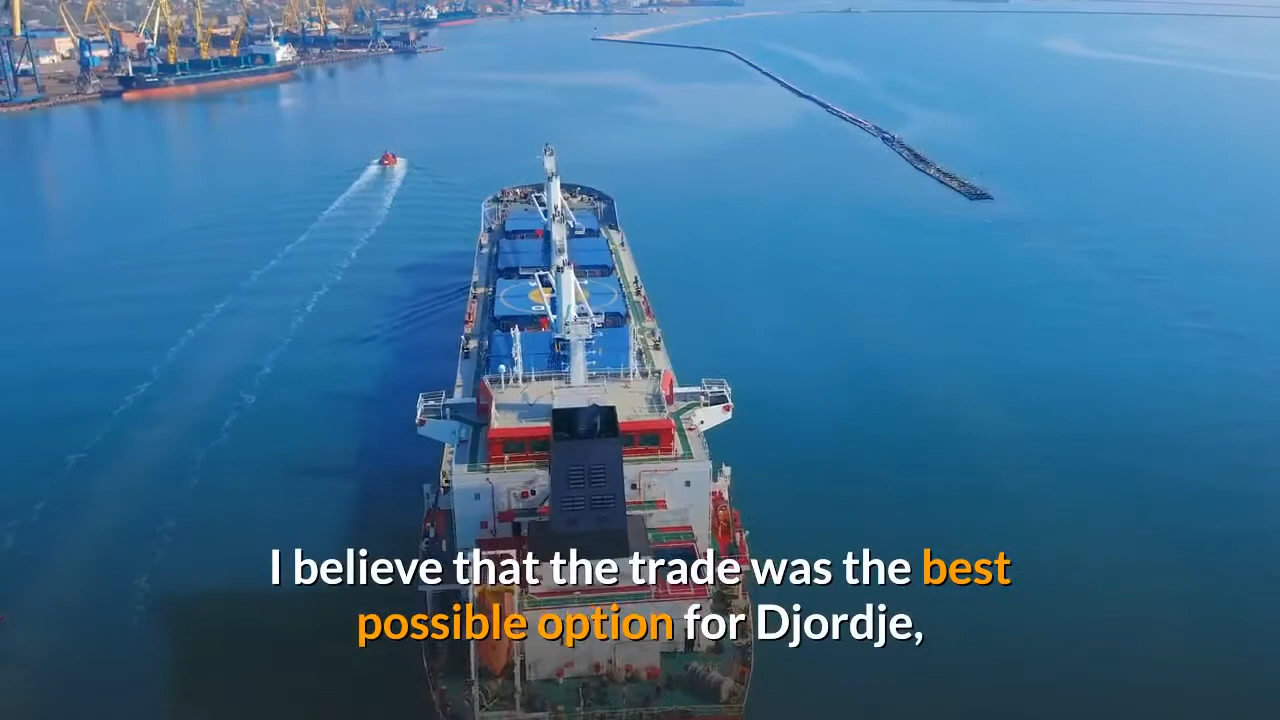 I believe that the trade was the best
possible option for Djordje,